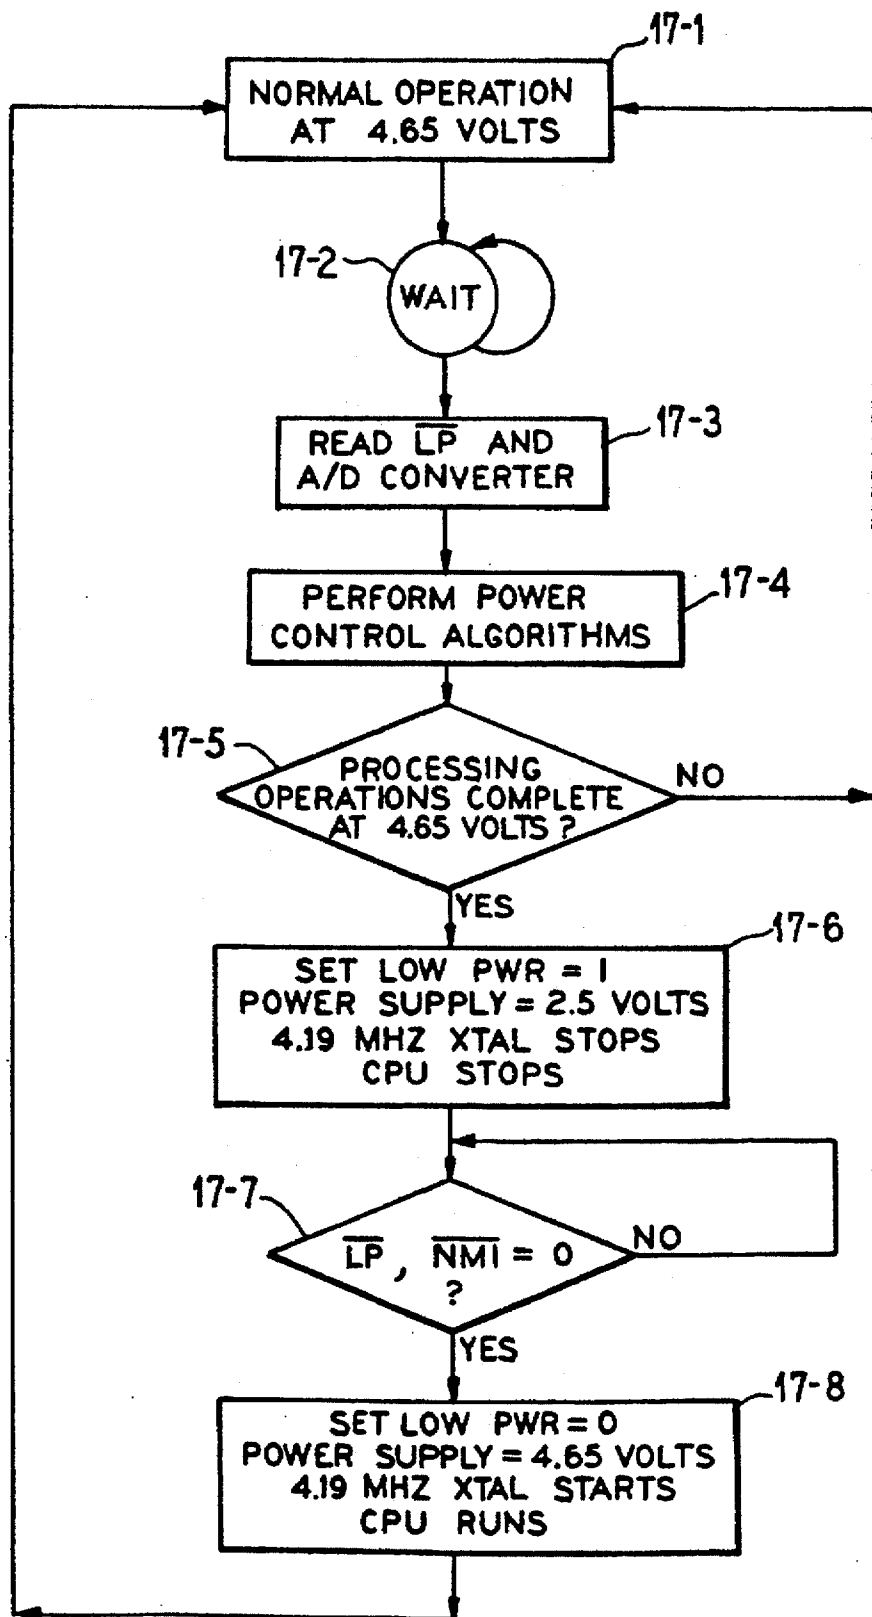 17-1
NORMAL OPERATION
AT 4.65 VOLTS
17-2
WAIT
17-3
READ L̅P̅ AND
A/D CONVERTER
17-4
PERFORM POWER
CONTROL ALGORITHMS
17-5
PROCESSING
OPERATIONS COMPLETE
AT 4.65 VOLTS ?
NO
YES
17-6
SET LOW PWR = 1
POWER SUPPLY = 2.5 VOLTS
4.19 MHZ XTAL STOPS
CPU STOPS
17-7
L̅P̅ , N̅M̅I̅ = 0
?
NO
YES
17-8
SET LOW PWR = 0
POWER SUPPLY = 4.65 VOLTS
4.19 MHZ XTAL STARTS
CPU RUNS